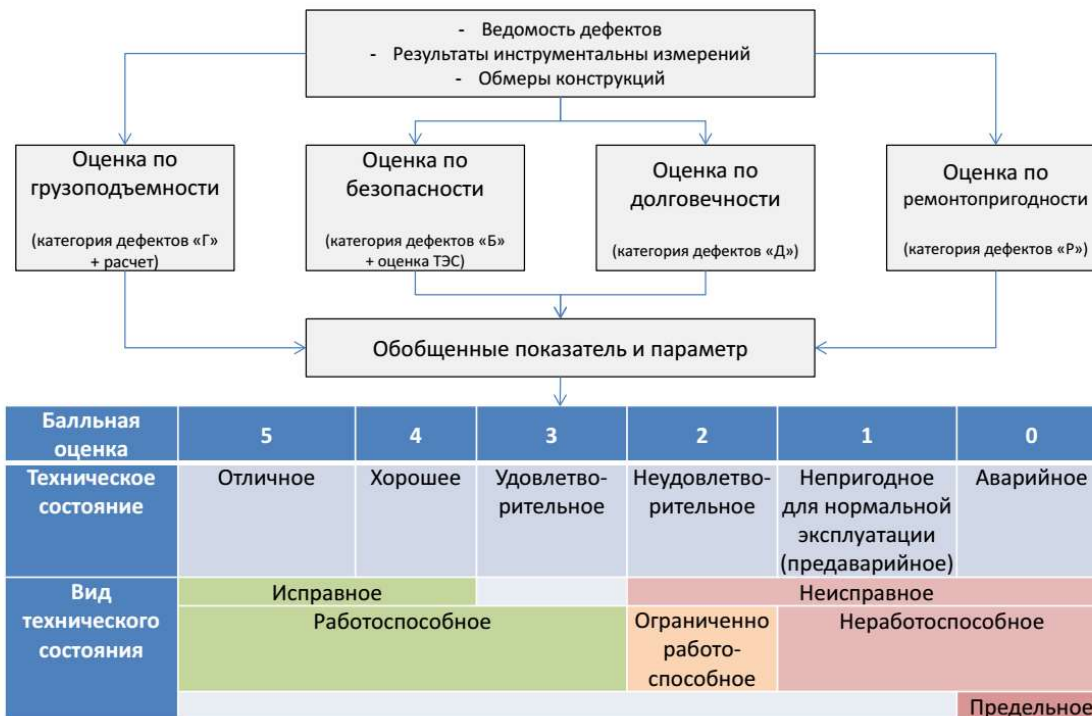 - Ведомость дефектов
- Результаты инструментальны измерений
- Обмеры конструкций
Оценка по
грузоподъемности
(категория дефектов «Г»
+ расчет)
Оценка по
безопасности
(категория дефектов «Б»
+ оценка ТЭС)
Оценка по
долговечности
(категория дефектов «Д»)
Оценка по
ремонтопригодности
(категория дефектов «Р»)
Обобщенные показатель и параметр
Балльная
оценка
5
4
3
2
1
0
Техническое
состояние
Отличное
Хорошее
Удовлетво-
рительное
Неудовлетво-
рительное
Непригодное
для нормальной
эксплуатации
(предаварийное)
Аварийное
Вид
технического
состояния
Исправное
Неисправное
Работоспособное
Ограниченно
работо-
способное
Неработоспособное
Предельное